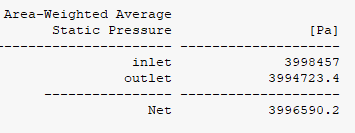 Area-Weighted Average
Static Pressure [Pa]
-------------------------------- --------------------
inlet 3998457
outlet 3994723.4
---------------- --------------------
Net 3996590.2